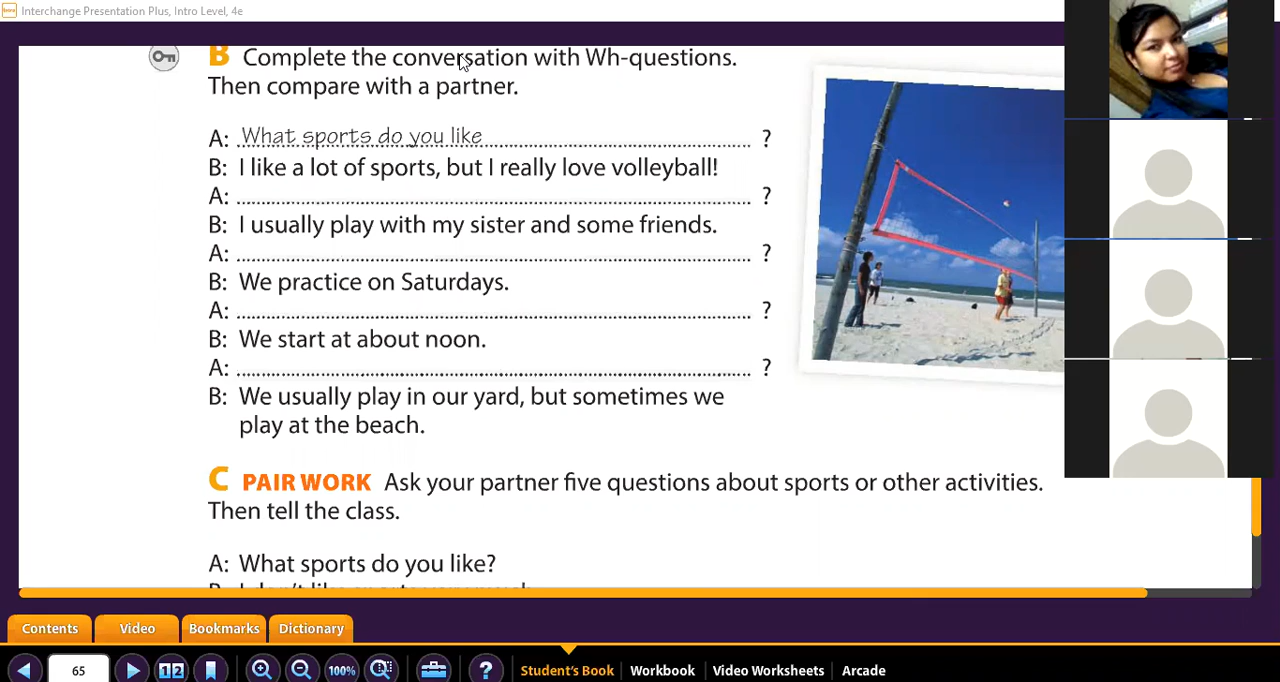 Interchange Presentation Plus, Intro Level, 4e
B Complete the conversation with Wh-questions.
Then compare with a partner.
A: What sports do you like ?
B: I like a lot of sports, but I really love volleyball!
A: ?
B: I usually play with my sister and some friends.
A: ?
B: We practice on Saturdays.
A: ?
B: We start at about noon.
A: ?
B: We usually play in our yard, but sometimes we
play at the beach.
C PAIR WORK Ask your partner five questions about sports or other activities.
Then tell the class.
A: What sports do you like?
Contents Video Bookmarks Dictionary
65 12 100% ? Student's Book Workbook Video Worksheets Arcade